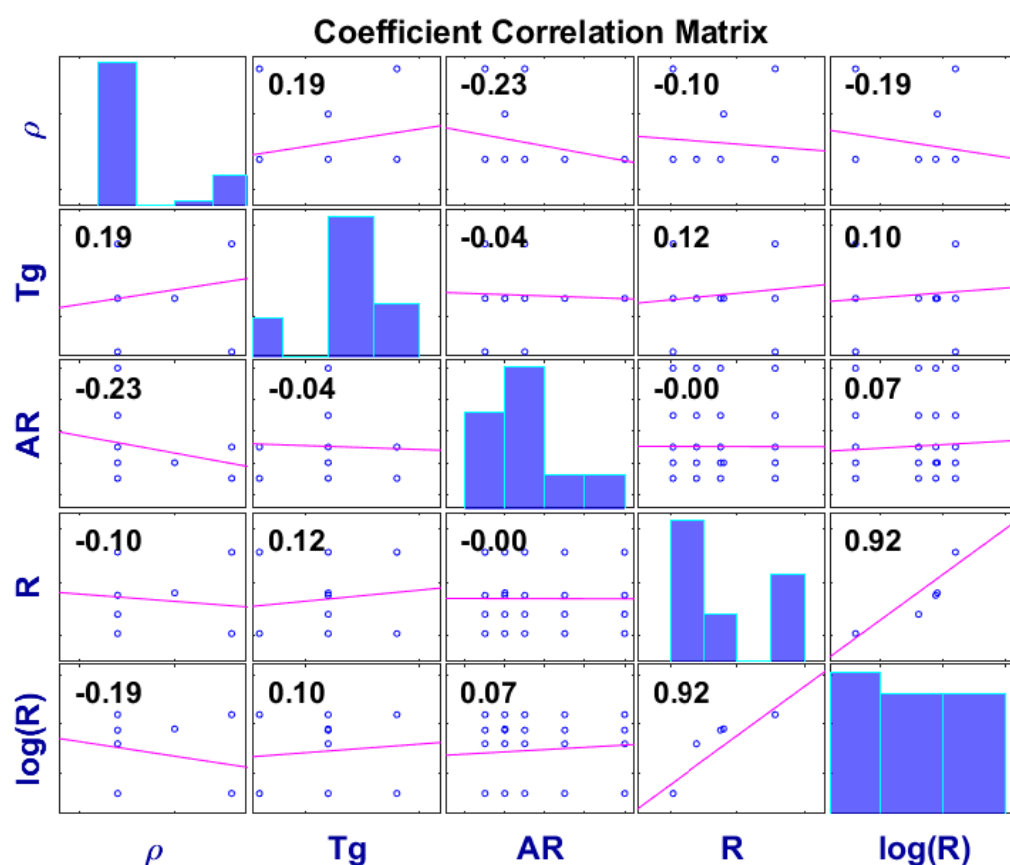 Coefficient Correlation Matrix
ρ 0.19 -0.23 -0.10 -0.19
Tg 0.19 -0.04 0.12 0.10
AR -0.23 -0.04 -0.00 0.07
R -0.10 0.12 -0.00 0.92
log(R) -0.19 0.10 0.07 0.92
ρ Tg AR R log(R)